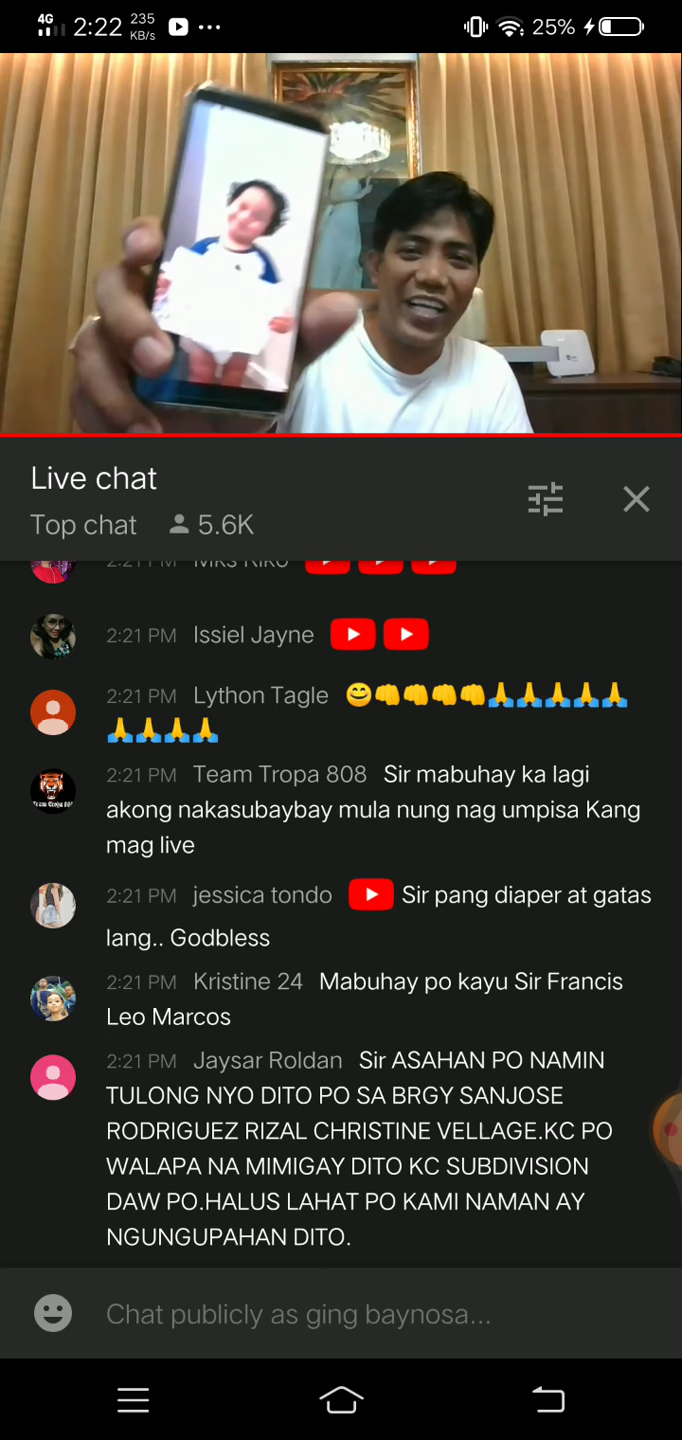 4G 2:22 235 KB/s 25%
Live chat
Top chat 5.6K
2:21 PM Mks Kiko
2:21 PM Issiel Jayne
2:21 PM Lython Tagle 😊👊👊👊👊🙏🙏🙏🙏🙏
🙏🙏🙏🙏
2:21 PM Team Tropa 808 Sir mabuhay ka lagi
akong nakasubaybay mula nung nag umpisa Kang
mag live
2:21 PM jessica tondo Sir pang diaper at gatas
lang.. Godbless
2:21 PM Kristine 24 Mabuhay po kayu Sir Francis
Leo Marcos
2:21 PM Jaysar Roldan Sir ASAHAN PO NAMIN
TULONG NYO DITO PO SA BRGY SANJOSE
RODRIGUEZ RIZAL CHRISTINE VELLAGE.KC PO
WALAPA NA MIMIGAY DITO KC SUBDIVISION
DAW PO.HALUS LAHAT PO KAMI NAMAN AY
NGUNGUPAHAN DITO.
Chat publicly as ging baynosa...